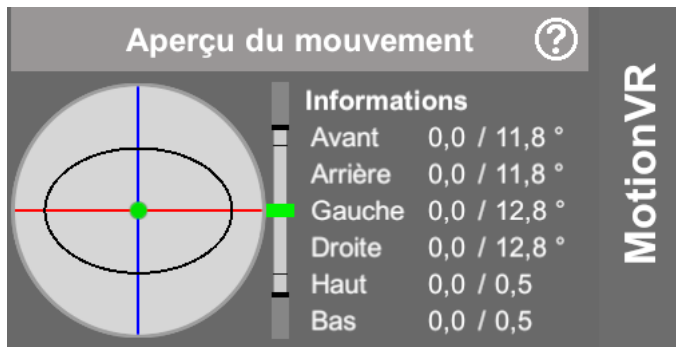 Aperçu du mouvement ?
Informations
Avant 0,0 / 11,8 °
Arrière 0,0 / 11,8 °
Gauche 0,0 / 12,8 °
Droite 0,0 / 12,8 °
Haut 0,0 / 0,5
Bas 0,0 / 0,5
MotionVR